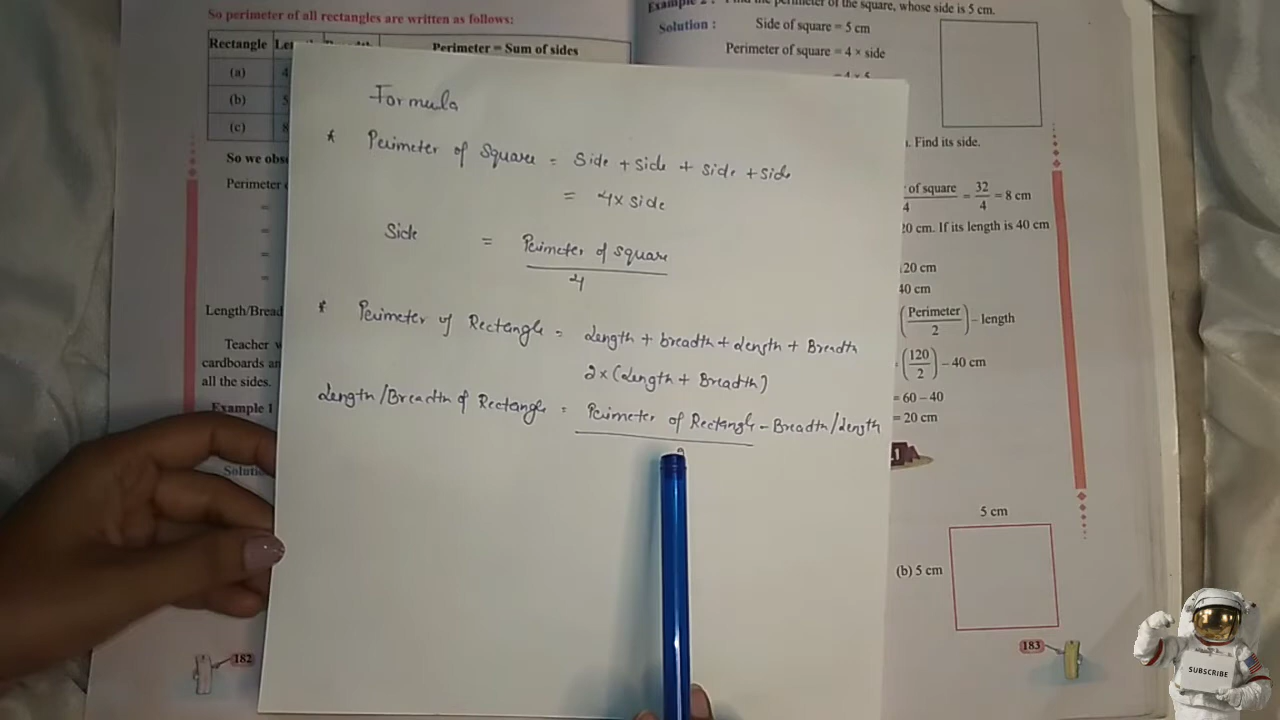 So perimeter of all rectangles are written as follows:
Rectangle
Perimeter = Sum of sides
(a) 4
(b) 5
(c) 8
So we obs
Perimeter
=
=
=
=
Length/Bread
Teacher
cardboards an
all the sides.
Example 1
Solutio
182
Formula
* Perimeter of Square = Side + side + side + side
= 4 x side
Side = Perimeter of square
4
* Perimeter of Rectangle = Length + breadth + Length + Breadth
2 x (Length + Breadth)
Length/Breadth of Rectangle = Perimeter of Rectangle - Breadth/Length
of the square, whose side is 5 cm.
Solution : Side of square = 5 cm
Perimeter of square = 4 × side
. Find its side.
of square / 4 = 32 / 4 = 8 cm
20 cm. If its length is 40 cm
120 cm
40 cm
(Perimeter / 2) – length
= (120 / 2) – 40 cm
= 60 – 40
= 20 cm
5 cm
(b) 5 cm
183
SUBSCRIBE